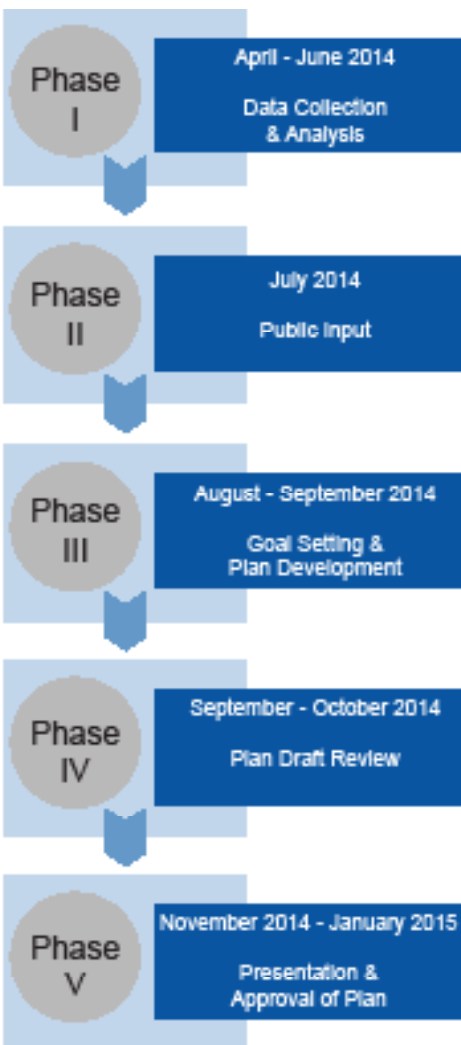 Phase
I
April - June 2014
Data Collection
& Analysis
Phase
II
July 2014
Public Input
Phase
III
August - September 2014
Goal Setting &
Plan Development
Phase
IV
September - October 2014
Plan Draft Review
Phase
V
November 2014 - January 2015
Presentation &
Approval of Plan